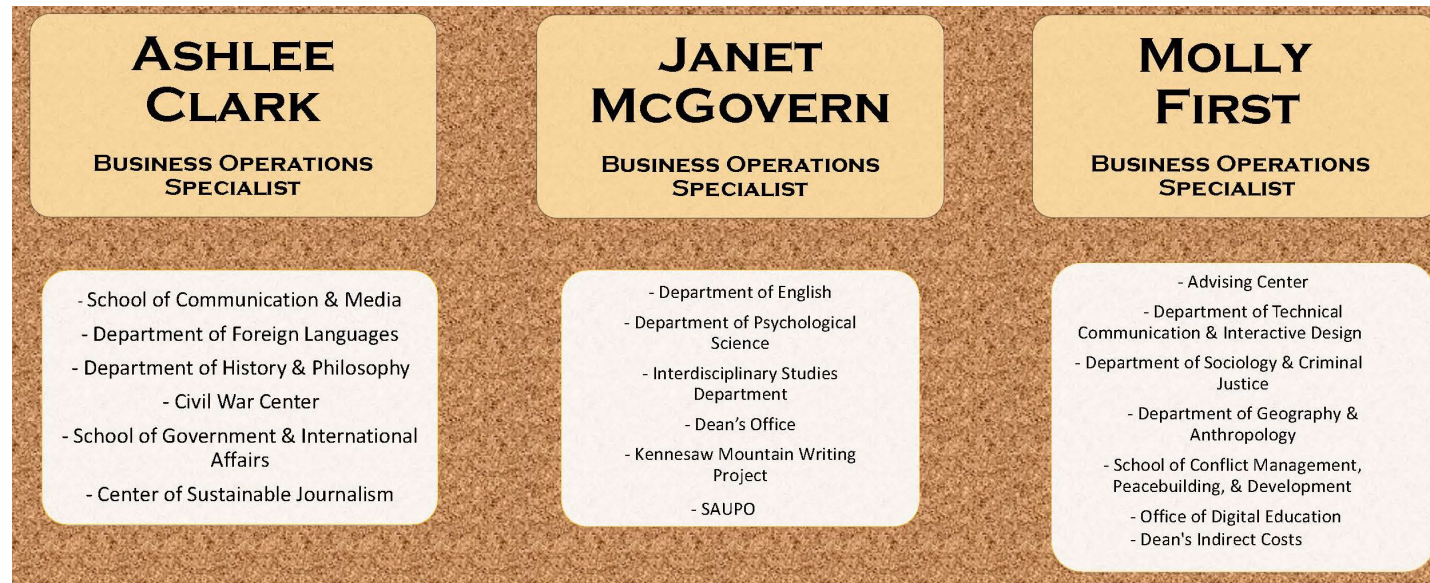 ASHLEE
CLARK
BUSINESS OPERATIONS
SPECIALIST
- School of Communication & Media
- Department of Foreign Languages
- Department of History & Philosophy
- Civil War Center
- School of Government & International
Affairs
- Center of Sustainable Journalism
JANET
MCGOVERN
BUSINESS OPERATIONS
SPECIALIST
- Department of English
- Department of Psychological
Science
- Interdisciplinary Studies
Department
- Dean’s Office
- Kennesaw Mountain Writing
Project
- SAUPO
MOLLY
FIRST
BUSINESS OPERATIONS
SPECIALIST
- Advising Center
- Department of Technical
Communication & Interactive Design
- Department of Sociology & Criminal
Justice
- Department of Geography &
Anthropology
- School of Conflict Management,
Peacebuilding, & Development
- Office of Digital Education
- Dean's Indirect Costs